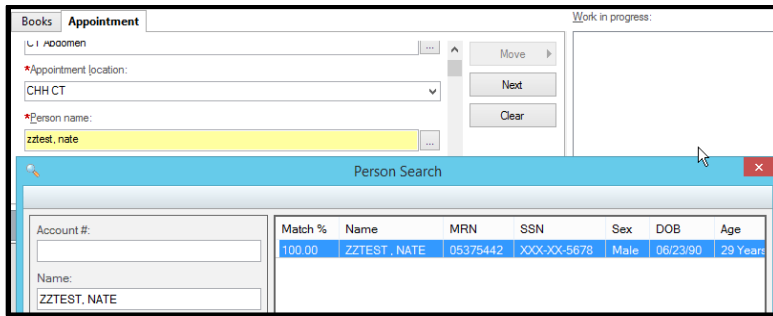 Books Appointment
Work in progress:
CT Abdomen
...
*Appointment location:
CHH CT
*Person name:
zztest, nate
...
Move
Next
Clear
Person Search
Account #:
Name:
ZZTEST, NATE
Match % Name MRN SSN Sex DOB Age
100.00 ZZTEST , NATE 05375442 XXX-XX-5678 Male 06/23/90 29 Years